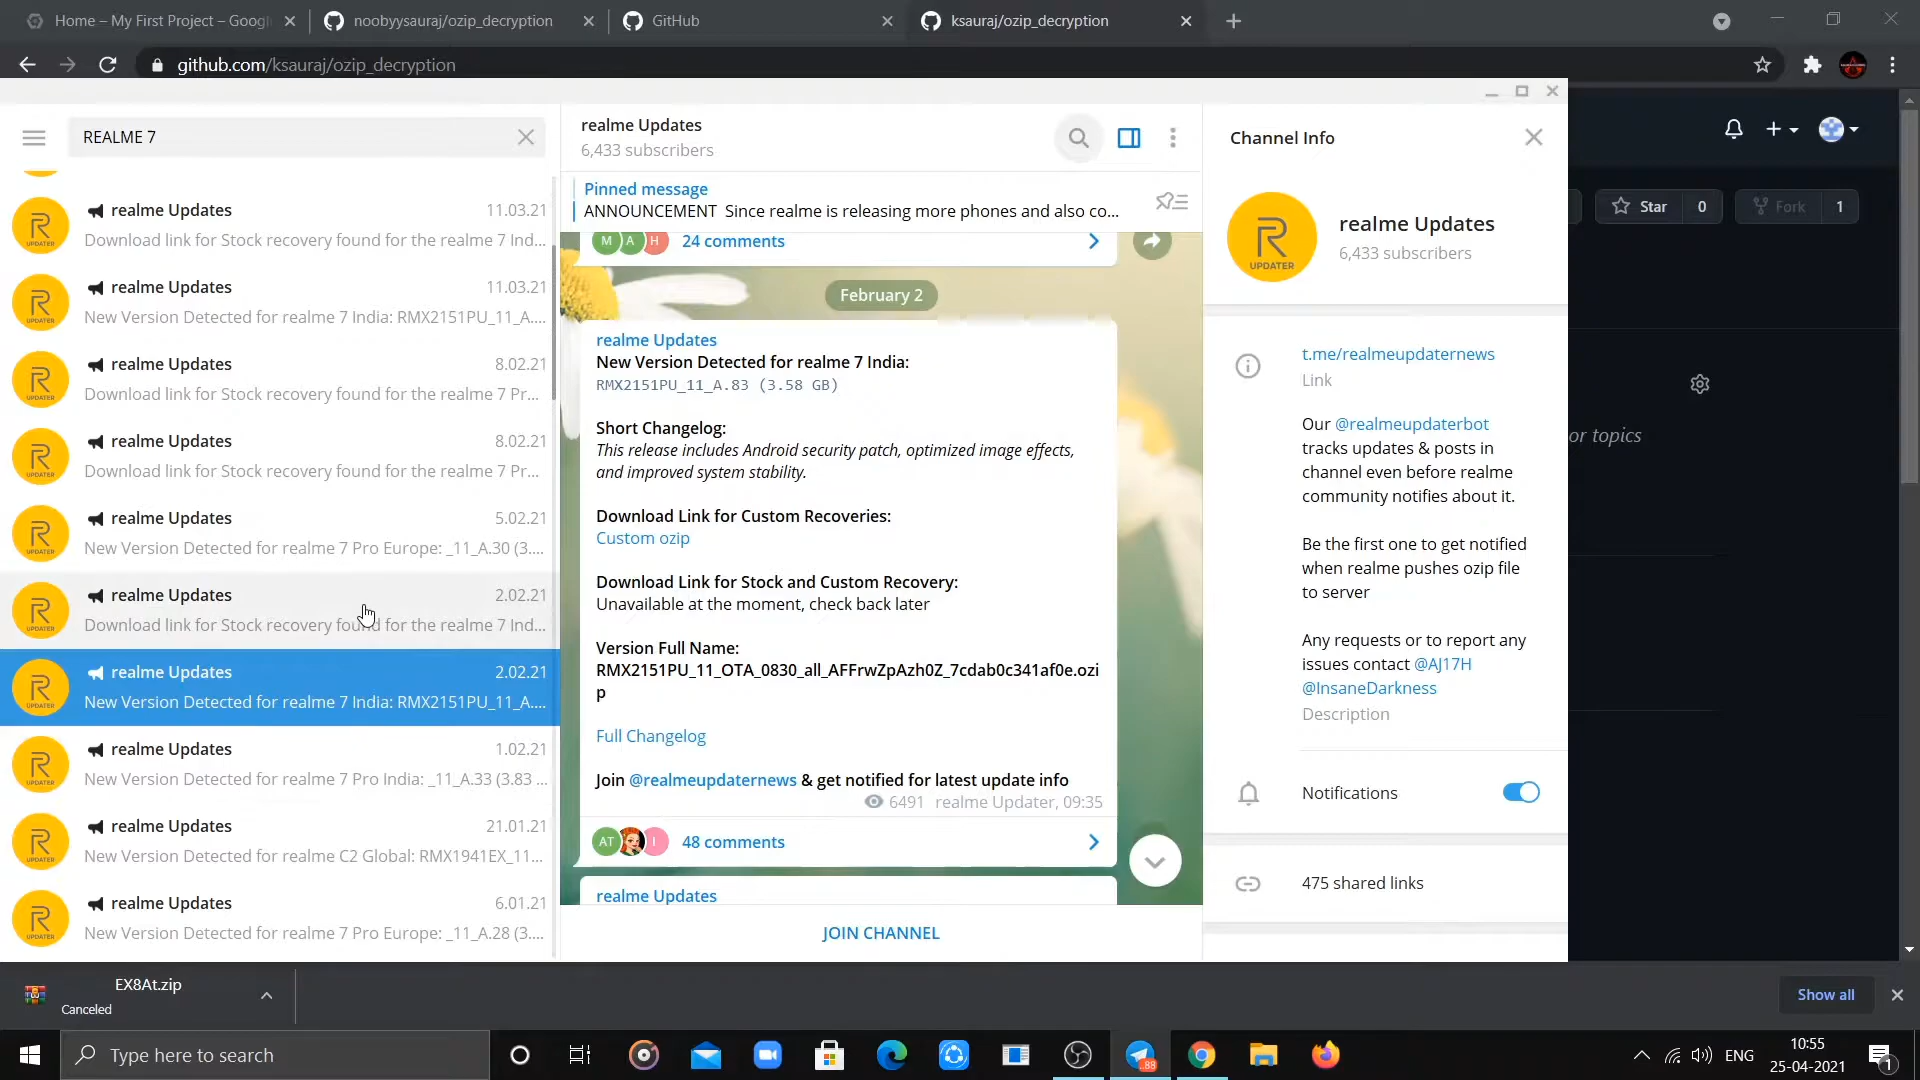 Home – My First Project – Googl
noobyysauraj/ozip_decryption
GitHub
ksauraj/ozip_decryption
github.com/ksauraj/ozip_decryption
REALME 7
realme Updates 11.03.21
Download link for Stock recovery found for the realme 7 Ind...
realme Updates 11.03.21
New Version Detected for realme 7 India: RMX2151PU_11_A....
realme Updates 8.02.21
Download link for Stock recovery found for the realme 7 Pr...
realme Updates 8.02.21
Download link for Stock recovery found for the realme 7 Pr...
realme Updates 5.02.21
New Version Detected for realme 7 Pro Europe: _11_A.30 (3....
realme Updates 2.02.21
Download link for Stock recovery found for the realme 7 Ind...
realme Updates 2.02.21
New Version Detected for realme 7 India: RMX2151PU_11_A....
realme Updates 1.02.21
New Version Detected for realme 7 Pro India: _11_A.33 (3.83 ...
realme Updates 21.01.21
New Version Detected for realme C2 Global: RMX1941EX_11...
realme Updates 6.01.21
New Version Detected for realme 7 Pro Europe: _11_A.28 (3....
realme Updates
6,433 subscribers
Pinned message
ANNOUNCEMENT Since realme is releasing more phones and also co...
M A H 24 comments
February 2
realme Updates
New Version Detected for realme 7 India:
RMX2151PU_11_A.83 (3.58 GB)
Short Changelog:
This release includes Android security patch, optimized image effects,
and improved system stability.
Download Link for Custom Recoveries:
Custom ozip
Download Link for Stock and Custom Recovery:
Unavailable at the moment, check back later
Version Full Name:
RMX2151PU_11_OTA_0830_all_AFFrwZpAzh0Z_7cdab0c341af0e.ozi
p
Full Changelog
Join @realmeupdaternews & get notified for latest update info
6491 realme Updater, 09:35
AT I 48 comments
realme Updates
JOIN CHANNEL
Channel Info
R
UPDATER
realme Updates
6,433 subscribers
t.me/realmeupdaternews
Link
Our @realmeupdaterbot
tracks updates & posts in
channel even before realme
community notifies about it.
Be the first one to get notified
when realme pushes ozip file
to server
Any requests or to report any
issues contact @AJ17H
@InsaneDarkness
Description
Notifications
475 shared links
Star 0
Fork 1
or topics
EX8At.zip
Canceled
Show all
Type here to search
88
ENG
10:55
25-04-2021
1